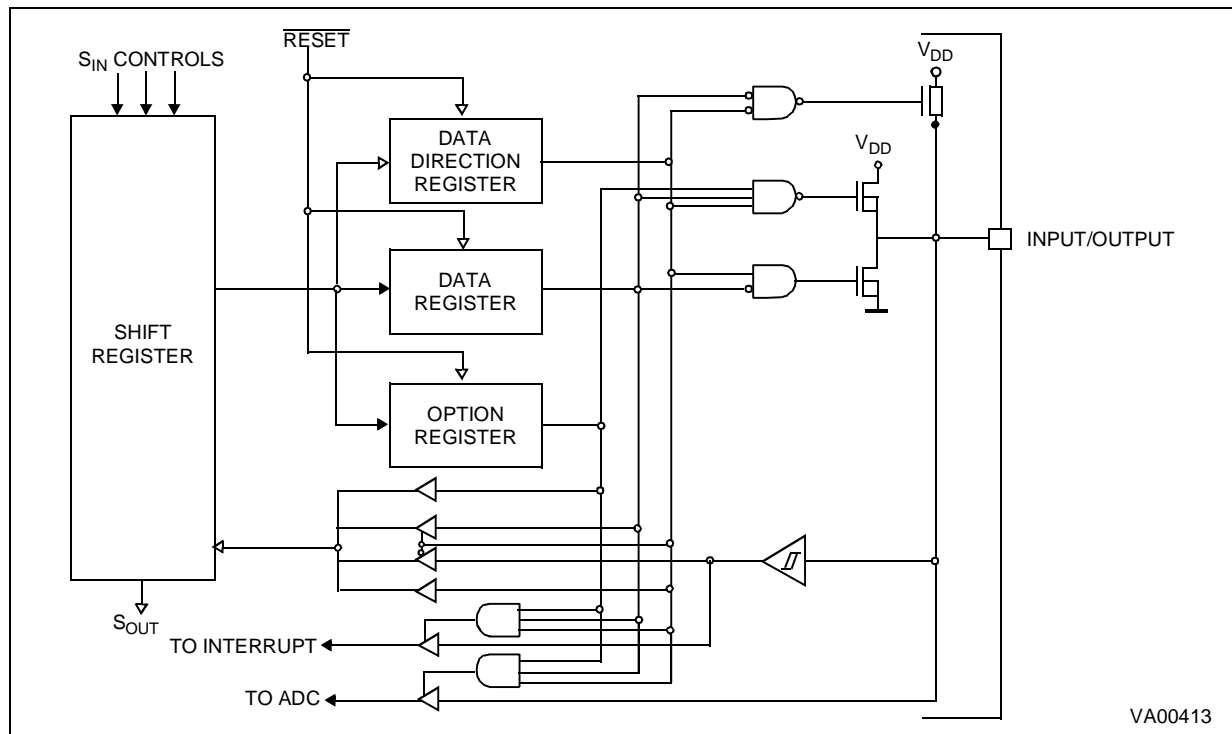 RESET
S_IN CONTROLS
V_DD
DATA
DIRECTION
REGISTER
V_DD
INPUT/OUTPUT
DATA
REGISTER
SHIFT
REGISTER
OPTION
REGISTER
S_OUT
TO INTERRUPT
TO ADC
VA00413